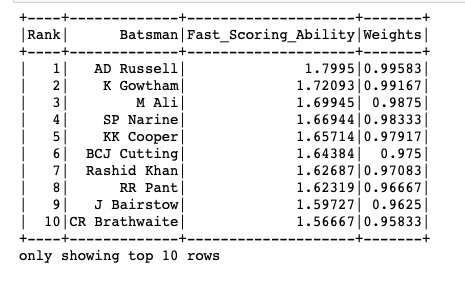 +----+--------------+--------------------+-------+
|Rank|       Batsman|Fast_Scoring_Ability|Weights|
+----+--------------+--------------------+-------+
|   1|    AD Russell|              1.7995|0.99583|
|   2|     K Gowtham|             1.72093|0.99167|
|   3|         M Ali|             1.69945| 0.9875|
|   4|     SP Narine|             1.66944|0.98333|
|   5|     KK Cooper|             1.65714|0.97917|
|   6|   BCJ Cutting|             1.64384|  0.975|
|   7|   Rashid Khan|             1.62687|0.97083|
|   8|       RR Pant|             1.62319|0.96667|
|   9|    J Bairstow|             1.59727| 0.9625|
|  10|CR Brathwaite|             1.56667|0.95833|
+----+--------------+--------------------+-------+
only showing top 10 rows